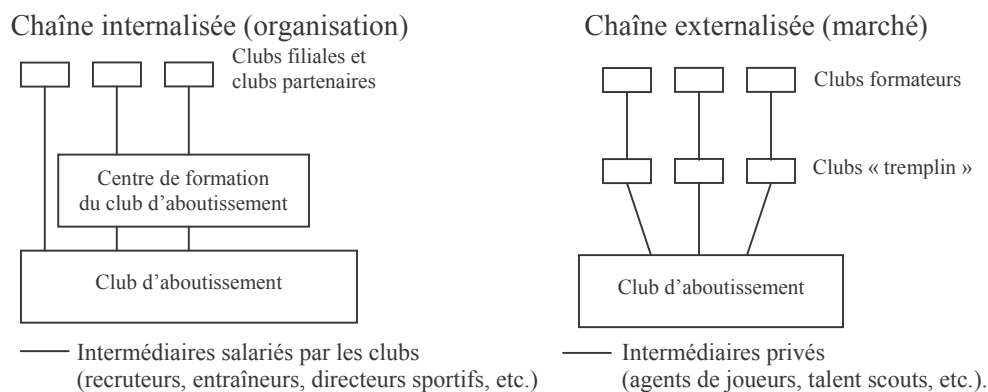 Chaîne internalisée (organisation)
Clubs filiales et
clubs partenaires
Centre de formation
du club d'aboutissement
Club d'aboutissement
Intermédiaires salariés par les clubs
(recruteurs, entraîneurs, directeurs sportifs, etc.)
Chaîne externalisée (marché)
Clubs formateurs
Clubs « tremplin »
Club d'aboutissement
Intermédiaires privés
(agents de joueurs, talent scouts, etc.).